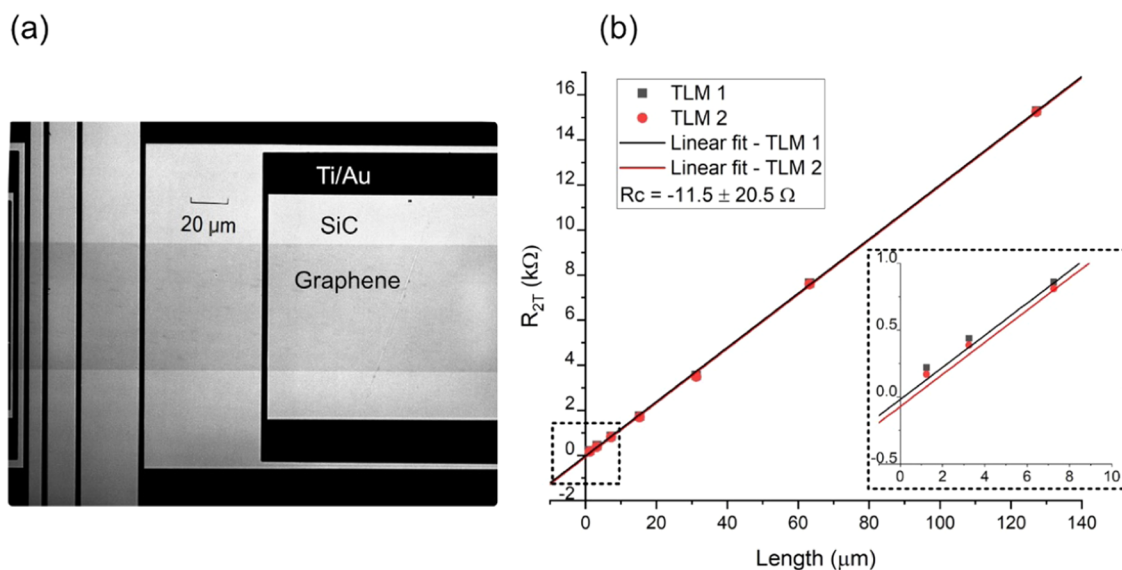 (a)
(b)
Ti/Au
20 μm
SiC
Graphene
TLM 1
TLM 2
Linear fit - TLM 1
Linear fit - TLM 2
Rc = -11.5 ± 20.5 Ω
R2T (kΩ)
16
14
12
10
8
6
4
2
0
-2
0
20
40
60
80
100
120
140
Length (μm)
1.0
0.5
0.0
-0.5
0
2
4
6
8
10